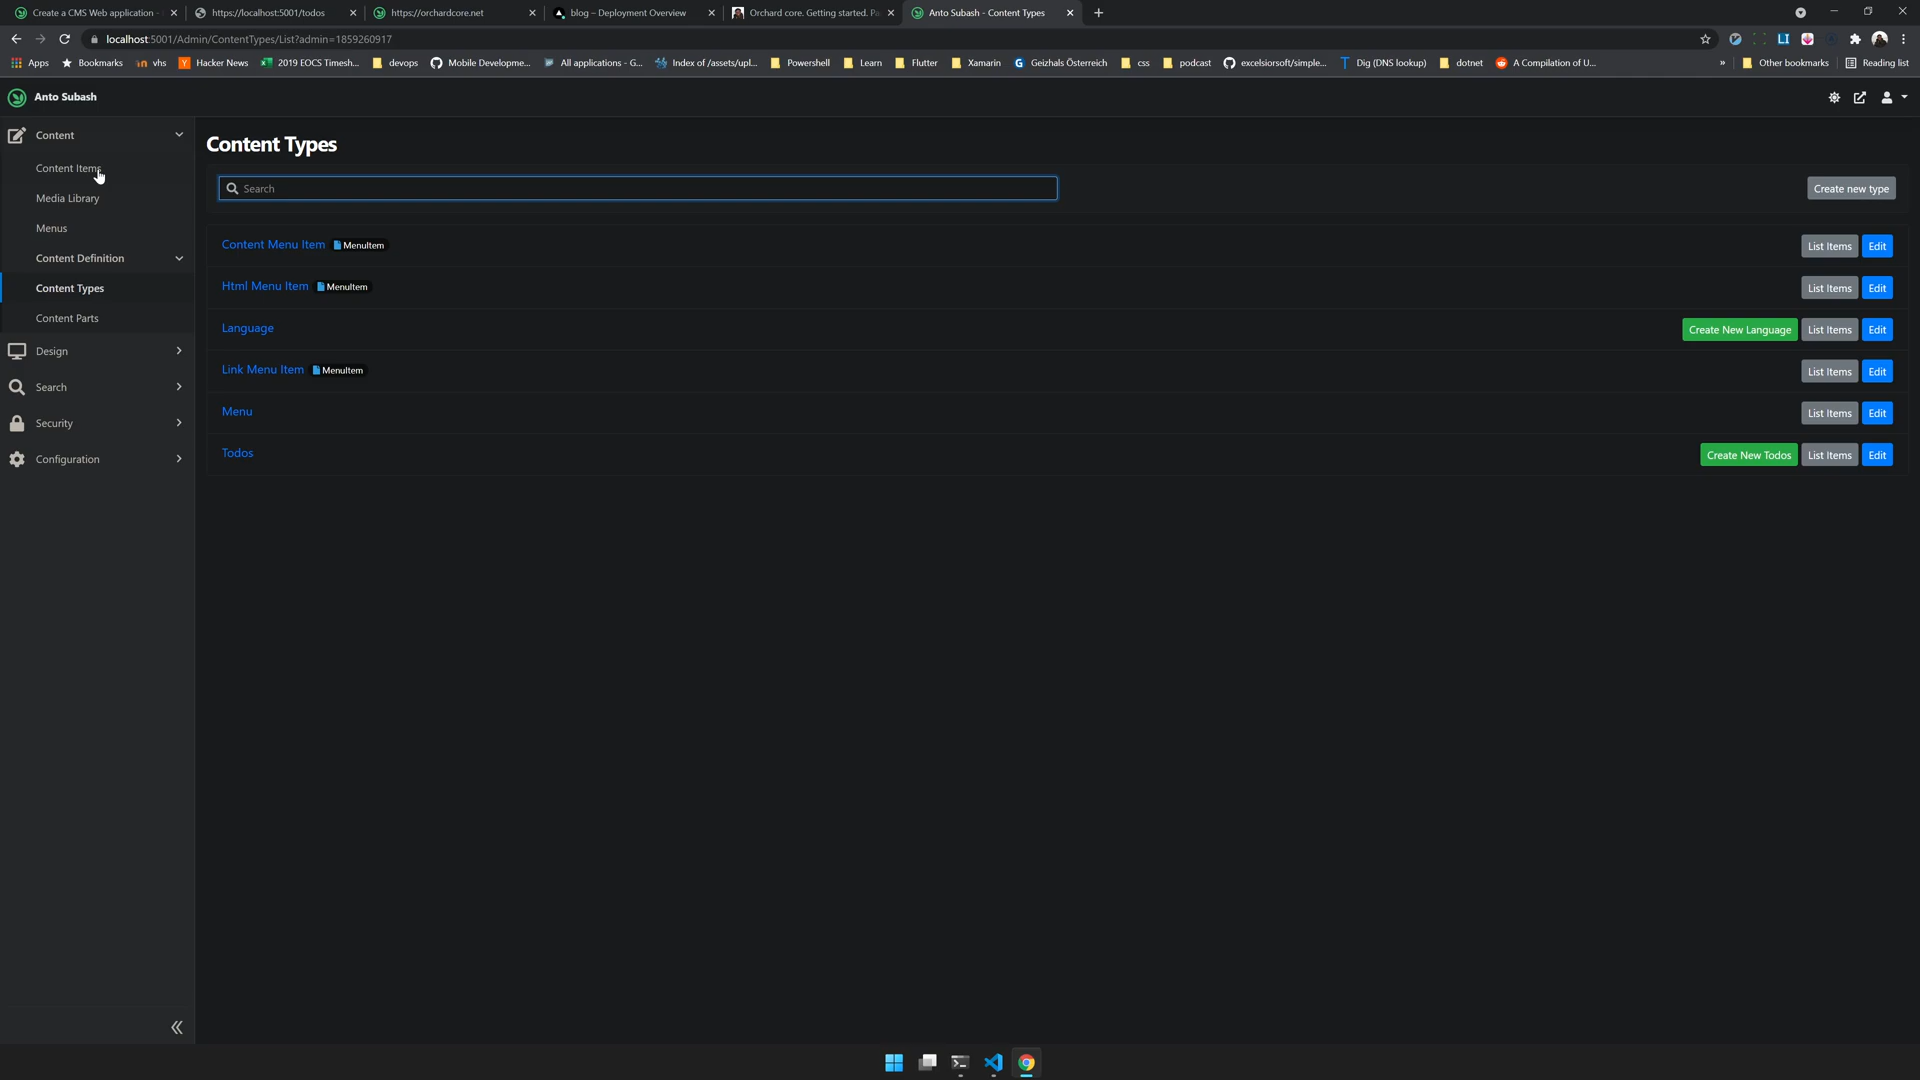 Create a CMS Web application -
https://localhost:5001/todos
https://orchardcore.net
blog – Deployment Overview
Orchard core. Getting started. Pa
Anto Subash - Content Types
localhost:5001/Admin/ContentTypes/List?admin=1859260917
Apps
Bookmarks
vhs
Hacker News
2019 EOCS Timesh...
devops
Mobile Developme...
All applications - G...
Index of /assets/upl...
Powershell
Learn
Flutter
Xamarin
Geizhals Österreich
css
podcast
excelsiorsoft/simple...
Dig (DNS lookup)
dotnet
A Compilation of U...
»
Other bookmarks
Reading list
Anto Subash
Content
Content Items
Media Library
Menus
Content Definition
Content Types
Content Parts
Design
Search
Security
Configuration
Content Types
Search
Create new type
Content Menu Item MenuItem List Items Edit
Html Menu Item MenuItem List Items Edit
Language Create New Language List Items Edit
Link Menu Item MenuItem List Items Edit
Menu List Items Edit
Todos Create New Todos List Items Edit